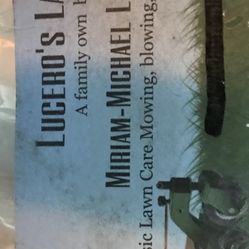 LUCERO'S LA
A family own b
MIRIAM-MICHAEL L
sic Lawn Care Mowing, blowing,